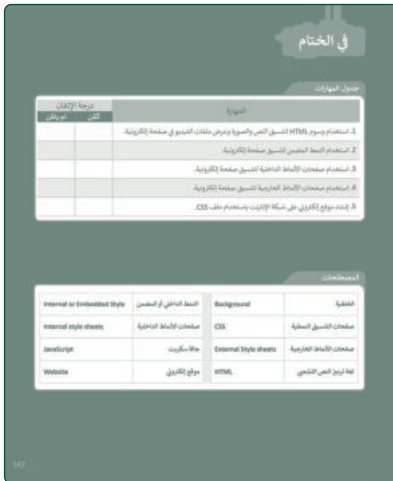 في الختام
جدول المهارات
المهارة
درجة الإتقان
أتقن
لم يتقن
1. استخدام وسوم HTML لتنسيق النص والصورة وعرض ملفات الفيديو في صفحة إلكترونية.
2. استخدام النمط المضمن لتنسيق صفحة إلكترونية.
3. استخدام صفحات الأنماط الداخلية لتنسيق صفحة إلكترونية.
4. استخدام صفحات الأنماط الخارجية لتنسيق صفحة إلكترونية.
5. إنشاء موقع إلكتروني على شبكة الإنترنت باستخدام ملف CSS.
المصطلحات
الخلفية Background النمط الداخلي أو المضمن Internal or Embedded Style
صفحات التنسيق النمطية CSS صفحات الأنماط الداخلية Internal style sheets
صفحات الأنماط الخارجية External Style sheets جافا سكريبت JavaScript
لغة ترميز النص التشعبي HTML موقع إلكتروني Website
147